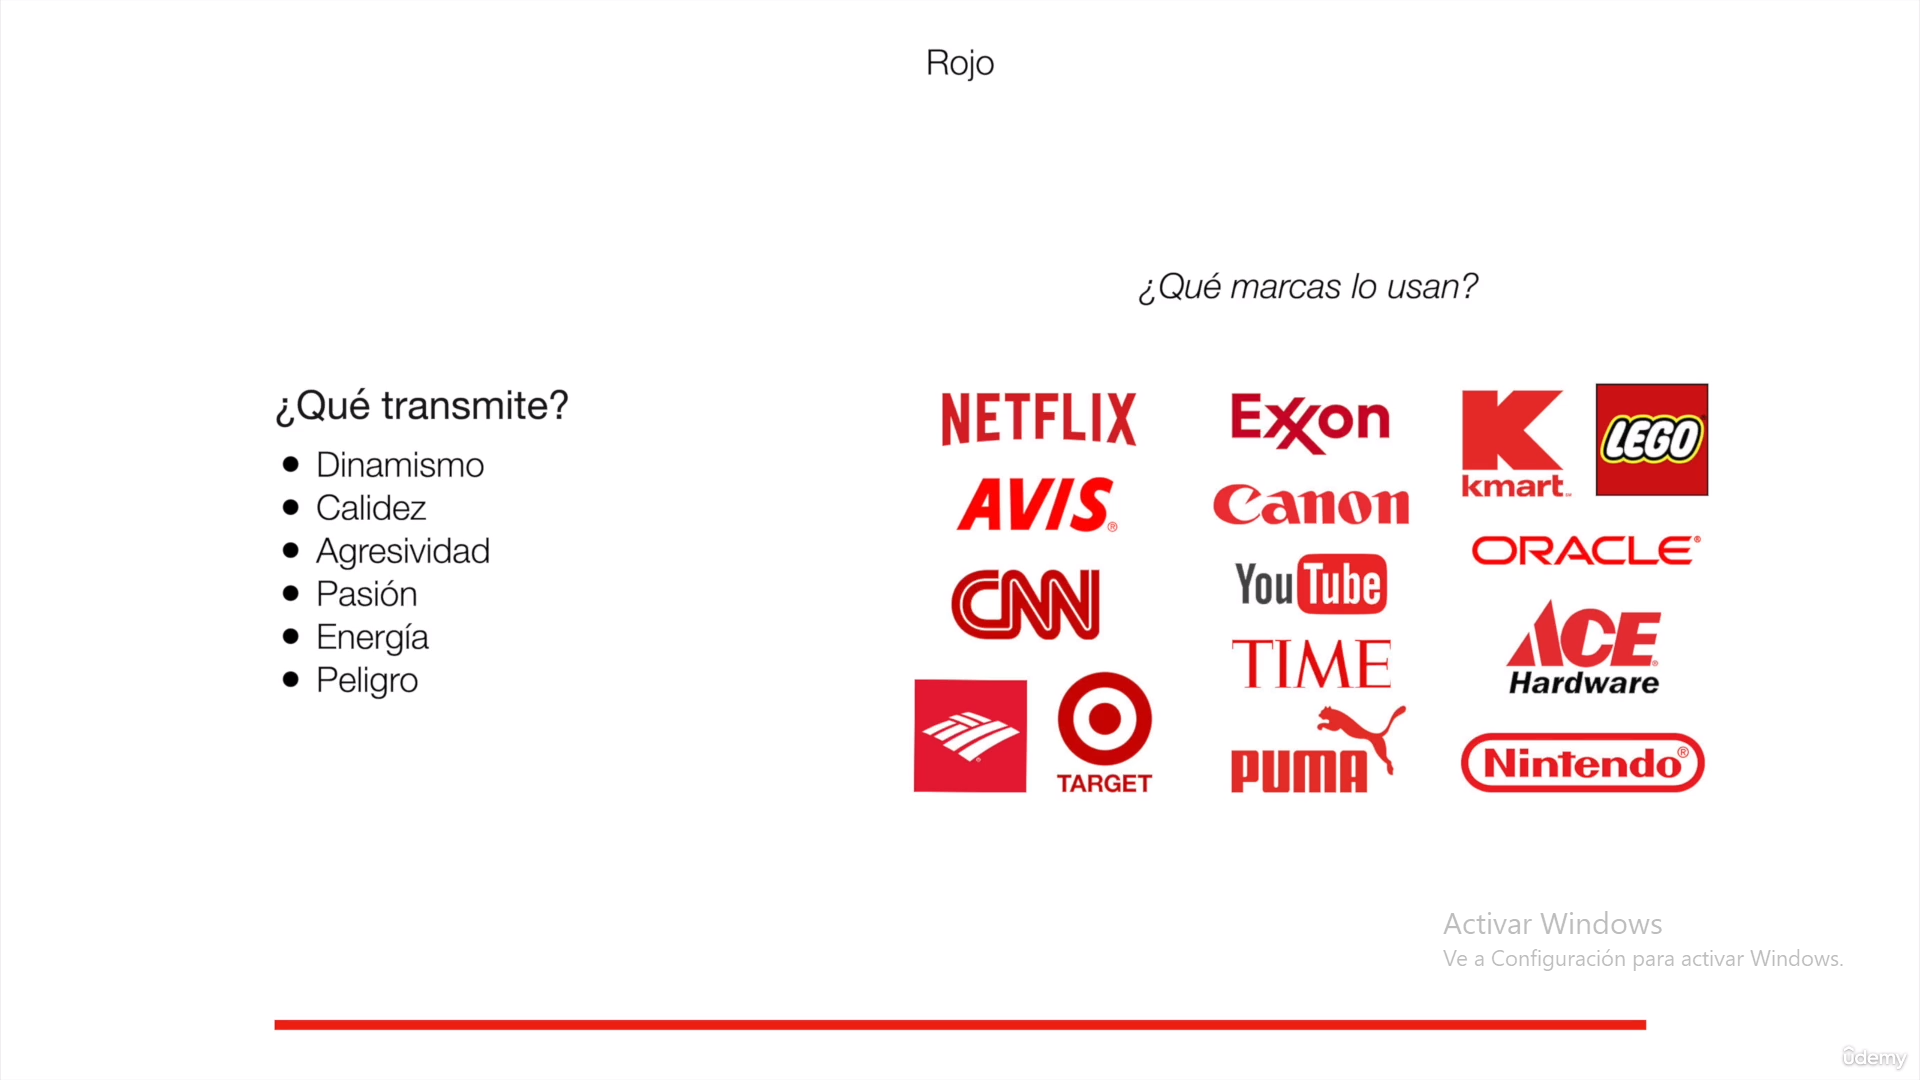 Rojo
¿Qué marcas lo usan?
¿Qué transmite?
● Dinamismo
● Calidez
● Agresividad
● Pasión
● Energía
● Peligro
NETFLIX
AVIS®
CNN
TARGET
Exxon
Canon
YouTube
TIME
PUMA
kmart
LEGO
ORACLE®
ACE
Hardware
Nintendo®
Activar Windows
Ve a Configuración para activar Windows.
ûdemy